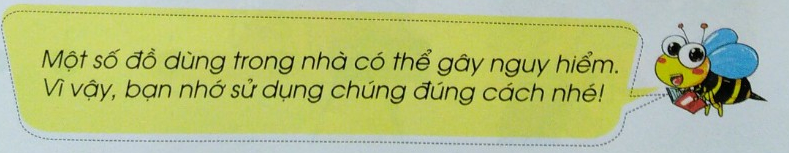 Một số đồ dùng trong nhà có thể gây nguy hiểm.
Vì vậy, bạn nhớ sử dụng chúng đúng cách nhé!